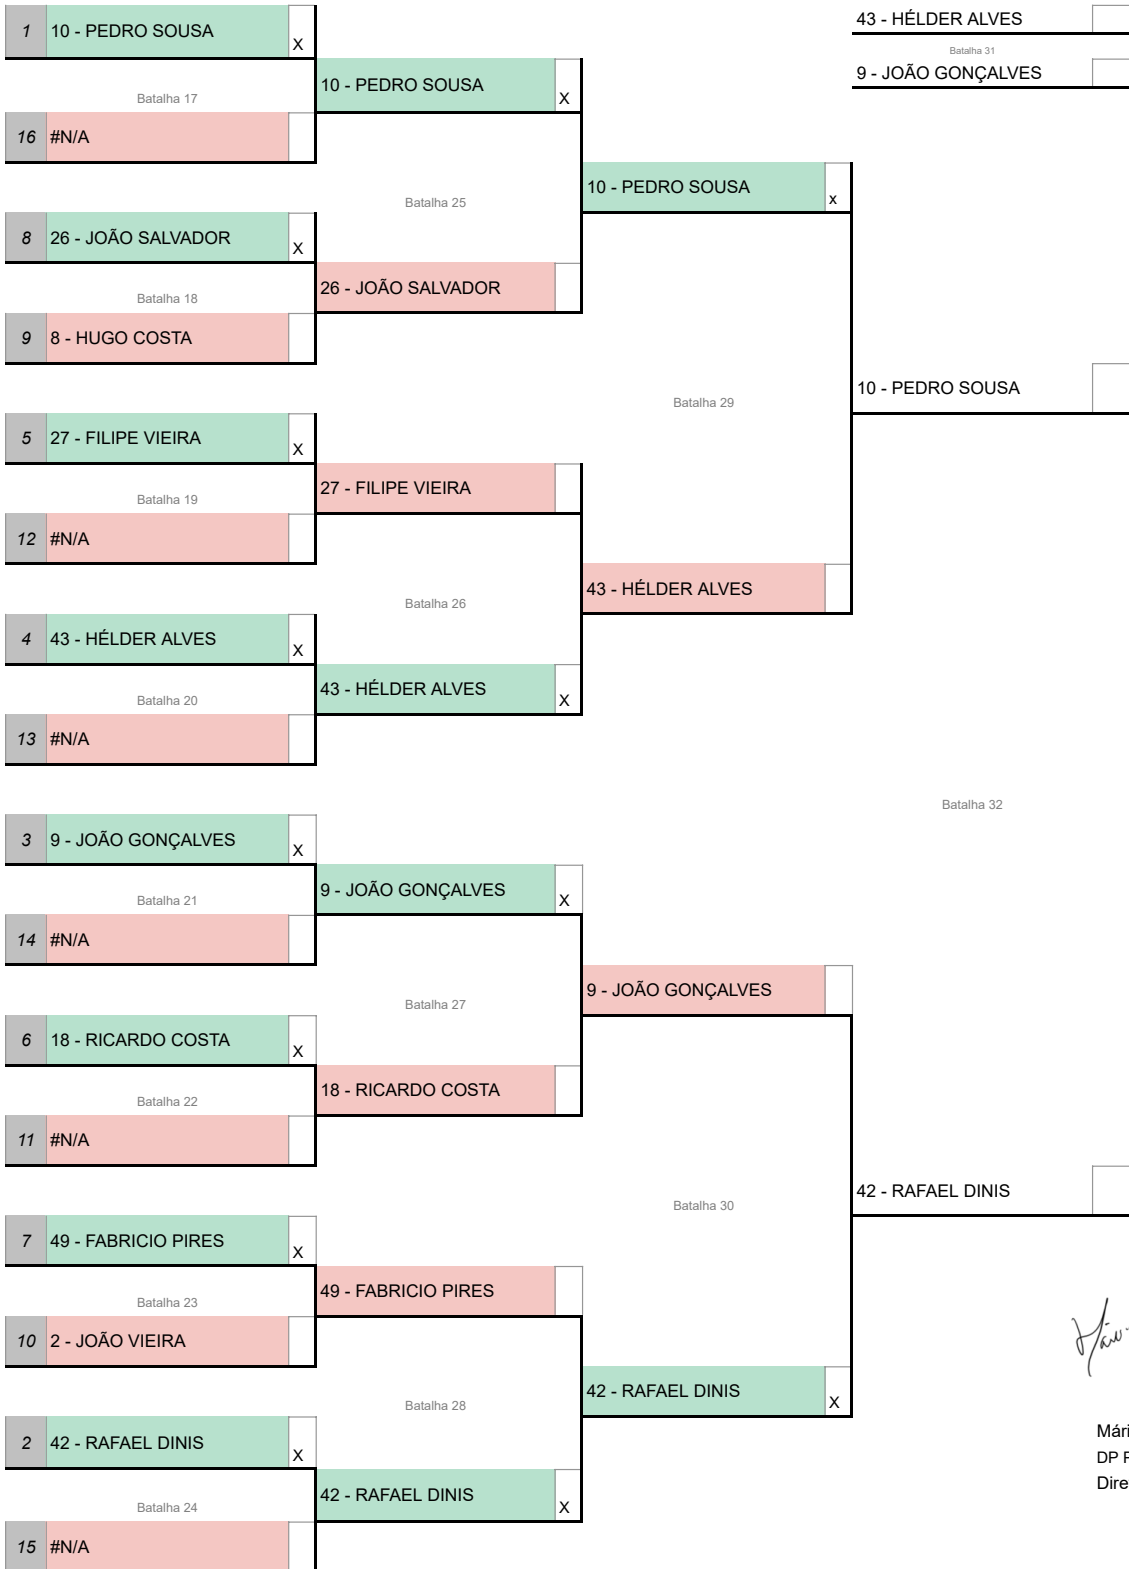 1 10 - PEDRO SOUSA X
Batalha 17
16 #N/A
8 26 - JOÃO SALVADOR X
Batalha 18
9 8 - HUGO COSTA
5 27 - FILIPE VIEIRA X
Batalha 19
12 #N/A
4 43 - HÉLDER ALVES X
Batalha 20
13 #N/A
3 9 - JOÃO GONÇALVES X
Batalha 21
14 #N/A
6 18 - RICARDO COSTA X
Batalha 22
11 #N/A
7 49 - FABRICIO PIRES X
Batalha 23
10 2 - JOÃO VIEIRA
2 42 - RAFAEL DINIS X
Batalha 24
15 #N/A
10 - PEDRO SOUSA X
Batalha 25
26 - JOÃO SALVADOR
27 - FILIPE VIEIRA
Batalha 26
43 - HÉLDER ALVES X
9 - JOÃO GONÇALVES X
Batalha 27
18 - RICARDO COSTA
49 - FABRICIO PIRES
Batalha 28
42 - RAFAEL DINIS X
10 - PEDRO SOUSA x
Batalha 29
43 - HÉLDER ALVES
9 - JOÃO GONÇALVES
Batalha 30
42 - RAFAEL DINIS X
43 - HÉLDER ALVES
Batalha 31
9 - JOÃO GONÇALVES
10 - PEDRO SOUSA
Batalha 32
42 - RAFAEL DINIS